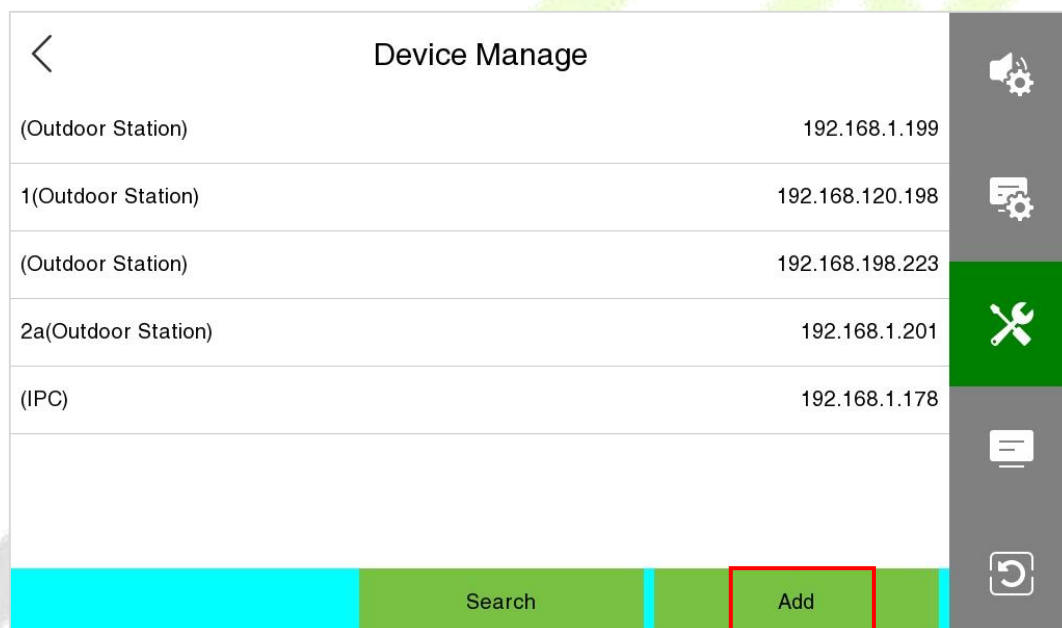 Device Manage
(Outdoor Station) 192.168.1.199
1(Outdoor Station) 192.168.120.198
(Outdoor Station) 192.168.198.223
2a(Outdoor Station) 192.168.1.201
(IPC) 192.168.1.178
Search Add